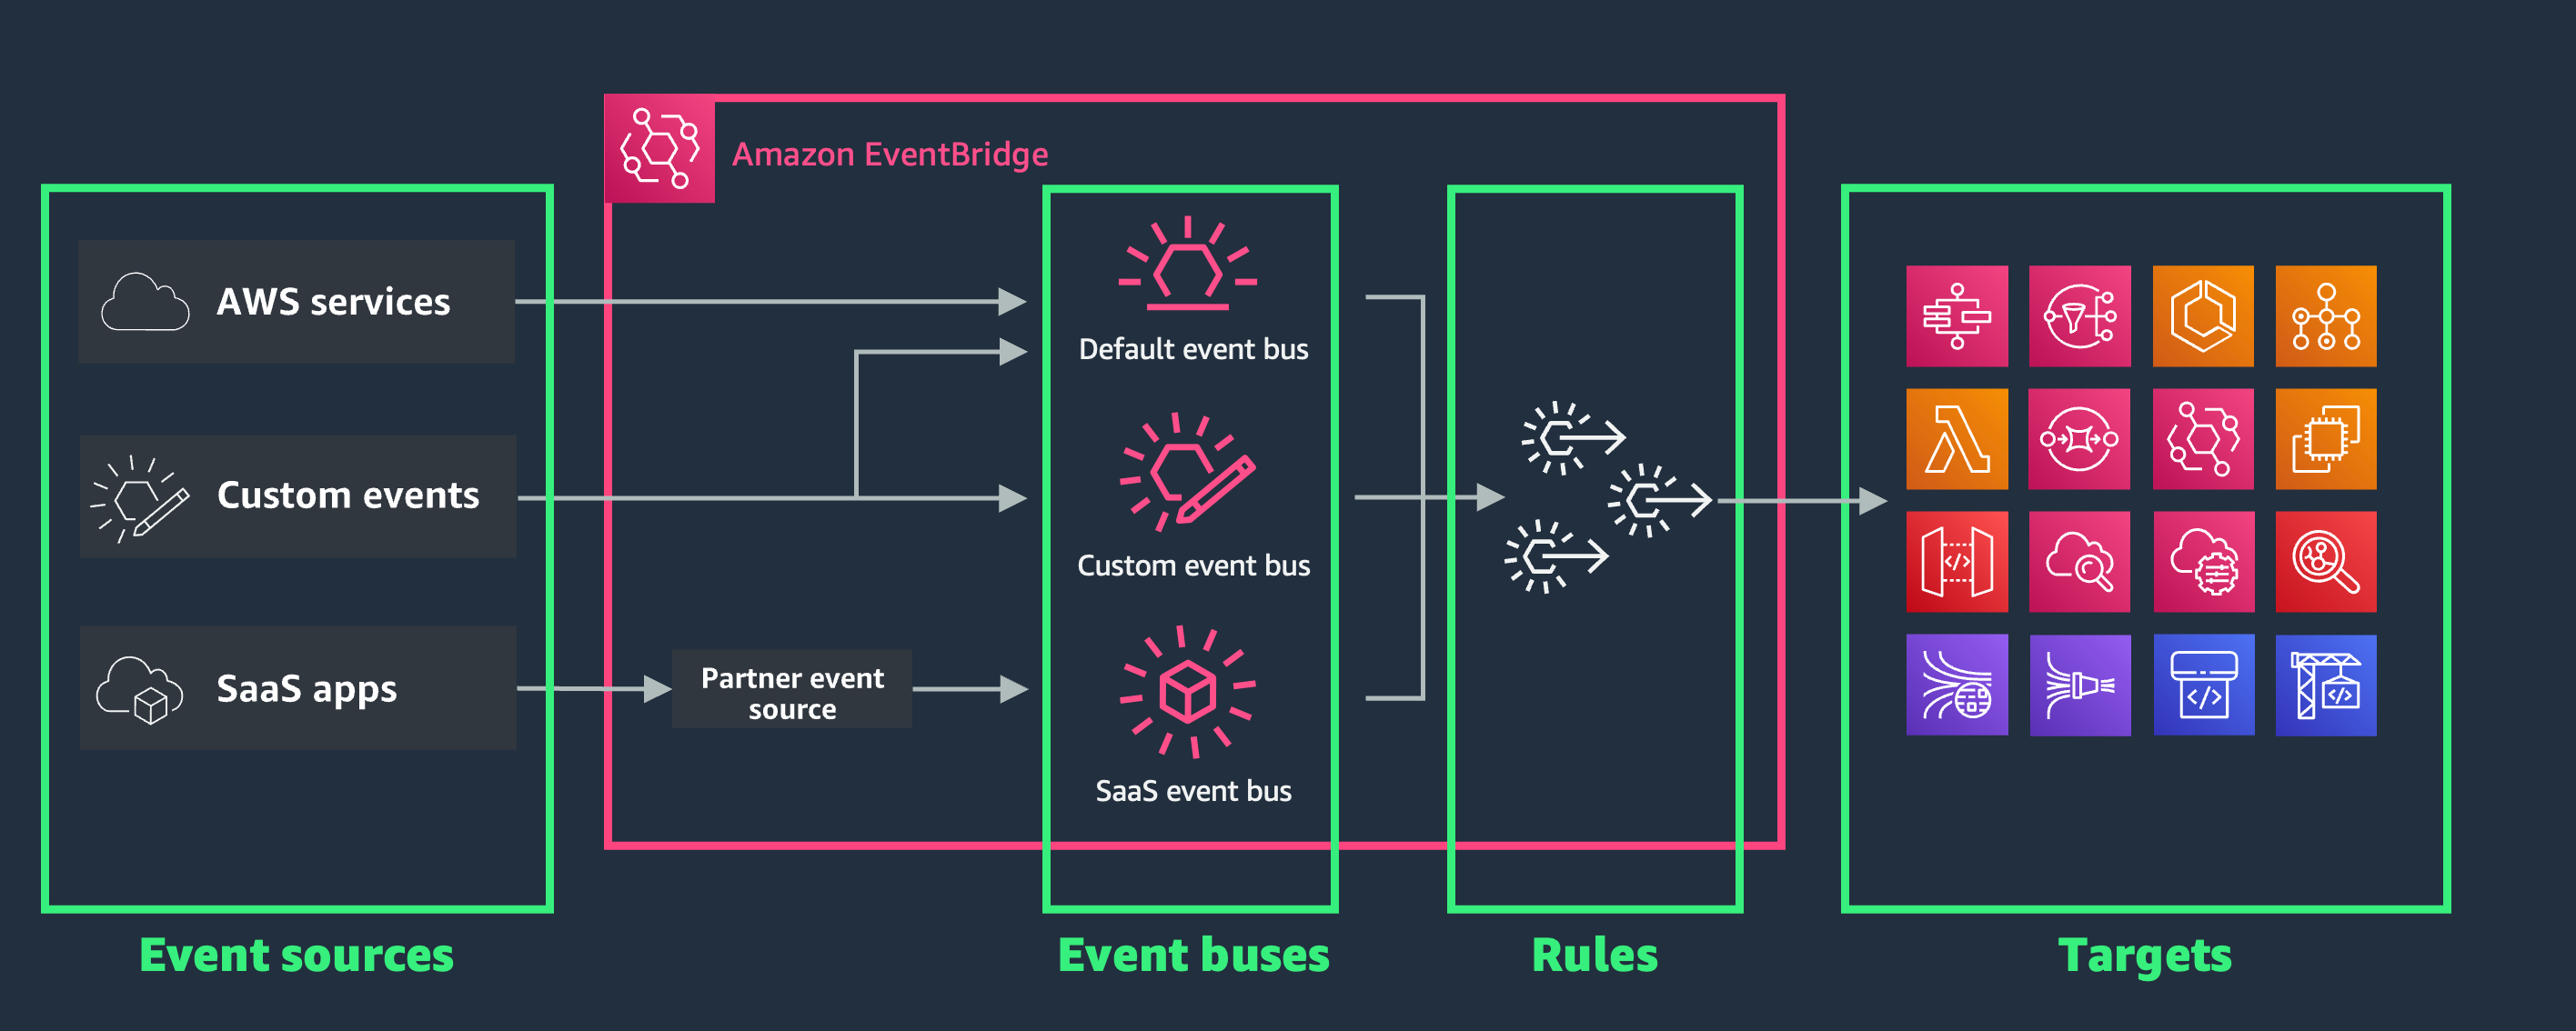 Amazon EventBridge
AWS services
Custom events
SaaS apps
Partner event
source
Default event bus
Custom event bus
SaaS event bus
</>
</>
</>
Event sources
Event buses
Rules
Targets